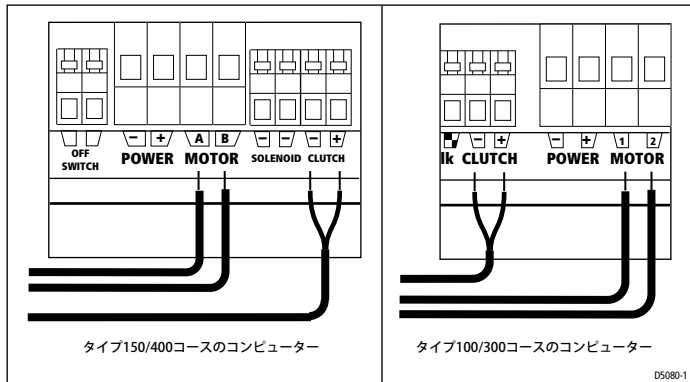 − + A B − − − +
OFF SWITCH POWER MOTOR SOLENOID CLUTCH
タイプ150/400コースのコンピューター
− + − + 1 2
lk CLUTCH POWER MOTOR
タイプ100/300コースのコンピューター
D5080-1